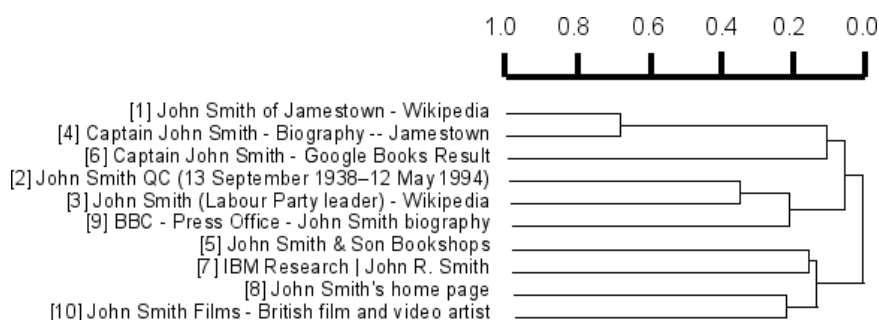 1.0 0.8 0.6 0.4 0.2 0.0
[1] John Smith of Jamestown - Wikipedia
[4] Captain John Smith - Biography -- Jamestown
[6] Captain John Smith - Google Books Result
[2] John Smith QC (13 September 1938–12 May 1994)
[3] John Smith (Labour Party leader) - Wikipedia
[9] BBC - Press Office - John Smith biography
[5] John Smith & Son Bookshops
[7] IBM Research | John R. Smith
[8] John Smith's home page
[10] John Smith Films - British film and video artist